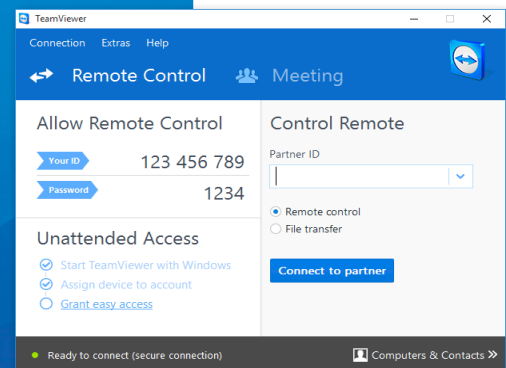 TeamViewer
Connection Extras Help
Remote Control Meeting
Allow Remote Control
Your ID 123 456 789
Password 1234
Unattended Access
Start TeamViewer with Windows
Assign device to account
Grant easy access
Control Remote
Partner ID
Remote control
File transfer
Connect to partner
Ready to connect (secure connection) Computers & Contacts